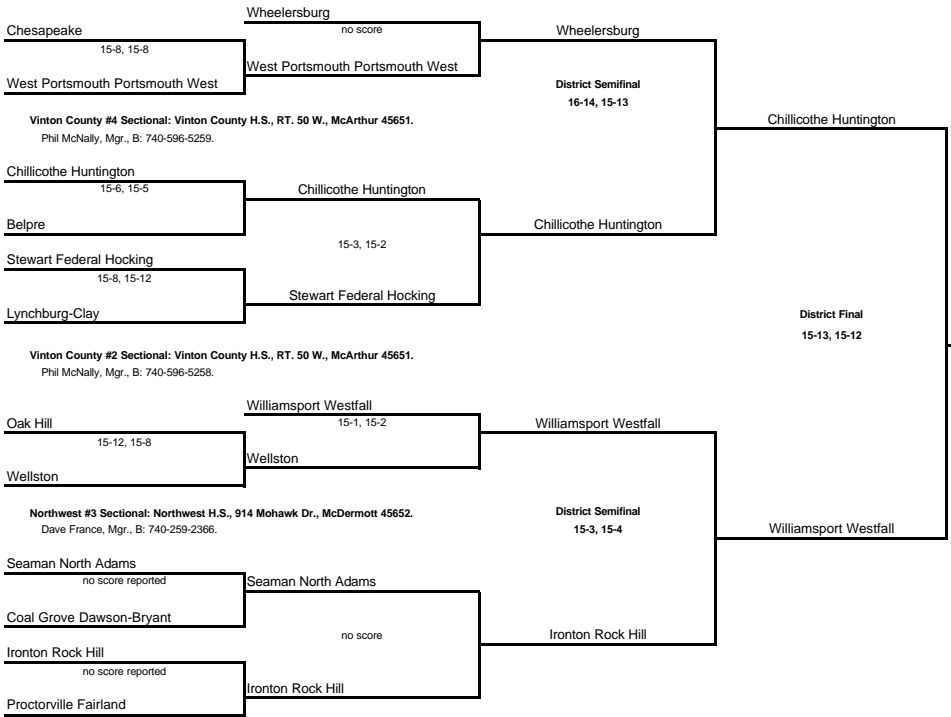 Wheelersburg
Chesapeake
no score
Wheelersburg
15-8, 15-8
West Portsmouth Portsmouth West
West Portsmouth Portsmouth West
District Semifinal
16-14, 15-13
Vinton County #4 Sectional: Vinton County H.S., RT. 50 W., McArthur 45651.
Chillicothe Huntington
Phil McNally, Mgr., B: 740-596-5259.
Chillicothe Huntington
15-6, 15-5
Chillicothe Huntington
Belpre
Chillicothe Huntington
15-3, 15-2
Stewart Federal Hocking
15-8, 15-12
Stewart Federal Hocking
Lynchburg-Clay
District Final
15-13, 15-12
Vinton County #2 Sectional: Vinton County H.S., RT. 50 W., McArthur 45651.
Phil McNally, Mgr., B: 740-596-5258.
Williamsport Westfall
Oak Hill
15-1, 15-2
Williamsport Westfall
15-12, 15-8
Wellston
Wellston
Northwest #3 Sectional: Northwest H.S., 914 Mohawk Dr., McDermott 45652.
District Semifinal
Dave France, Mgr., B: 740-259-2366.
15-3, 15-4
Williamsport Westfall
Seaman North Adams
no score reported
Seaman North Adams
Coal Grove Dawson-Bryant
no score
Ironton Rock Hill
Ironton Rock Hill
no score reported
Ironton Rock Hill
Proctorville Fairland